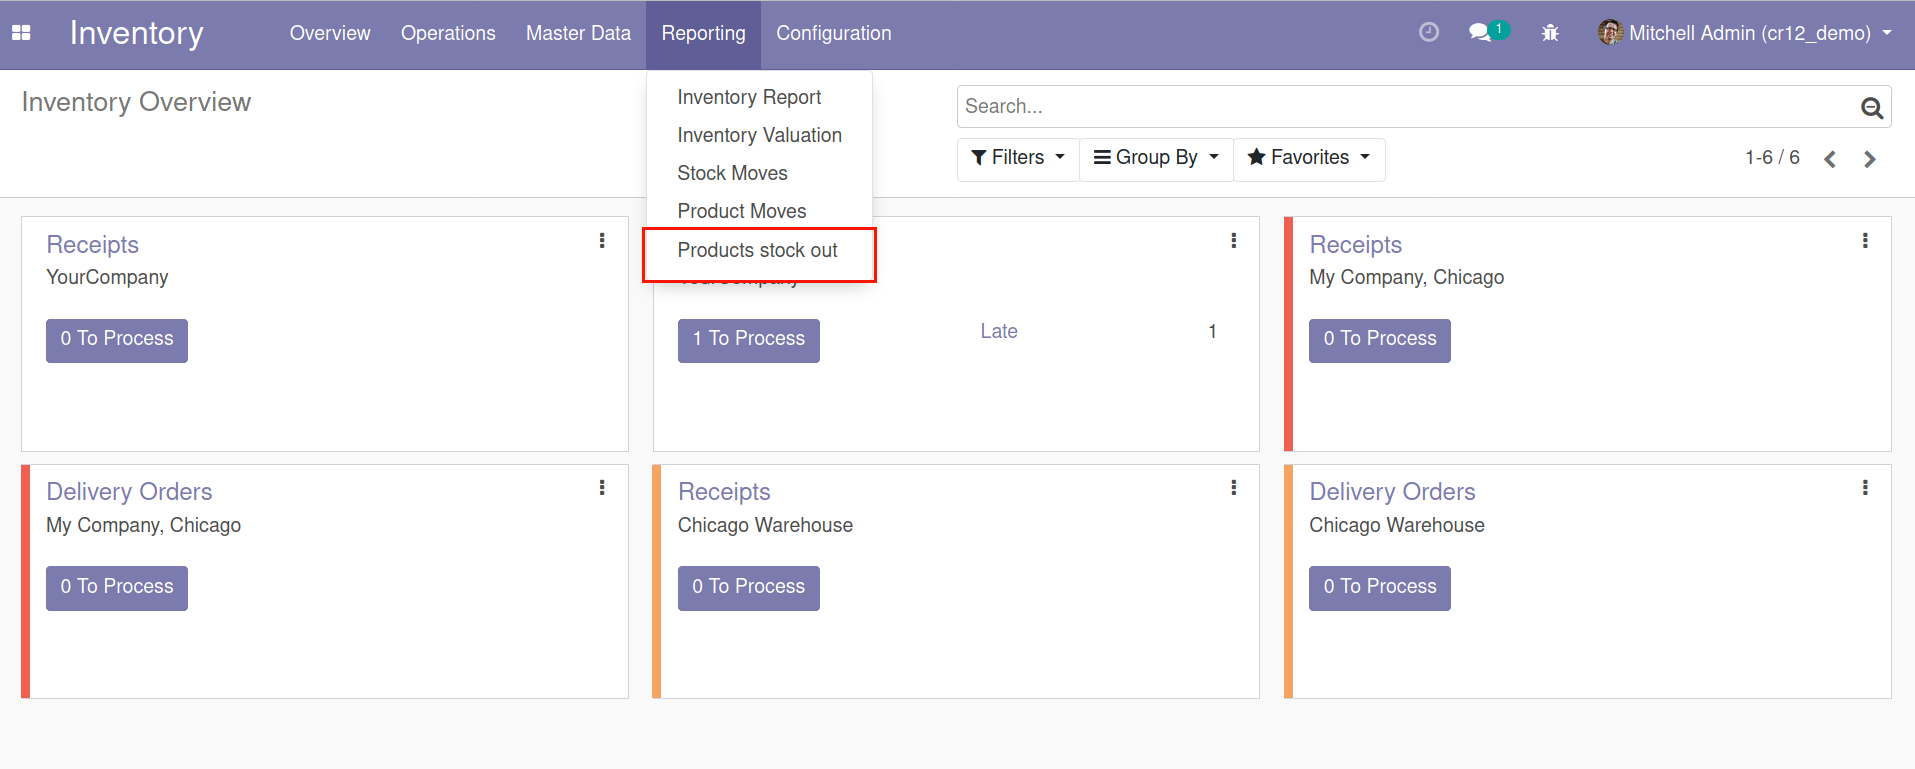 Inventory
Overview
Operations
Master Data
Reporting
Configuration
1
Mitchell Admin (cr12_demo)
Inventory Overview
Search...
Filters
Group By
Favorites
1-6 / 6
Inventory Report
Inventory Valuation
Stock Moves
Product Moves
Products stock out
Receipts
YourCompany
0 To Process
1 To Process
Late
1
Receipts
My Company, Chicago
0 To Process
Delivery Orders
My Company, Chicago
0 To Process
Receipts
Chicago Warehouse
0 To Process
Delivery Orders
Chicago Warehouse
0 To Process